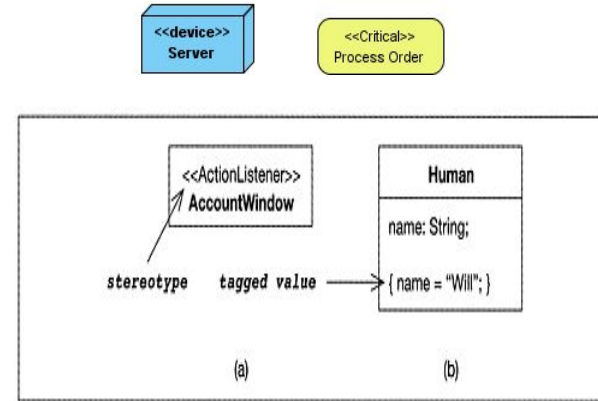 <<device>>
Server
<<Critical>>
Process Order
<<ActionListener>>
AccountWindow
Human
name: String;
stereotype
tagged value
{ name = “Will”; }
(a)
(b)